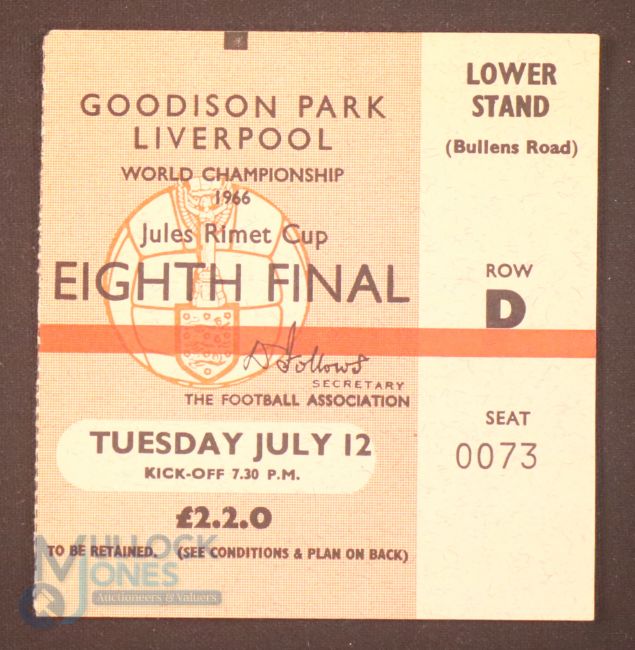 GOODISON PARK
LIVERPOOL
WORLD CHAMPIONSHIP
1966
Jules Rimet Cup
EIGHTH FINAL
D Follows
SECRETARY
THE FOOTBALL ASSOCIATION
TUESDAY JULY 12
KICK-OFF 7.30 P.M.
£2.2.0
TO BE RETAINED. (SEE CONDITIONS & PLAN ON BACK)
LOWER
STAND
(Bullens Road)
ROW
D
SEAT
0073
MULLOCK
JONES
Auctioneers & Valuers